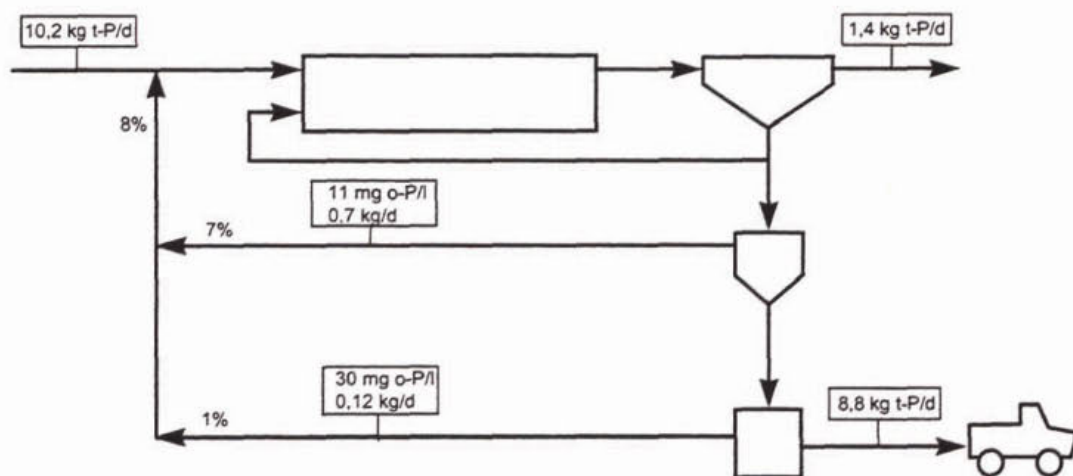 10,2 kg t-P/d
1,4 kg t-P/d
8%
11 mg o-P/l
0,7 kg/d
7%
30 mg o-P/l
0,12 kg/d
1%
8,8 kg t-P/d